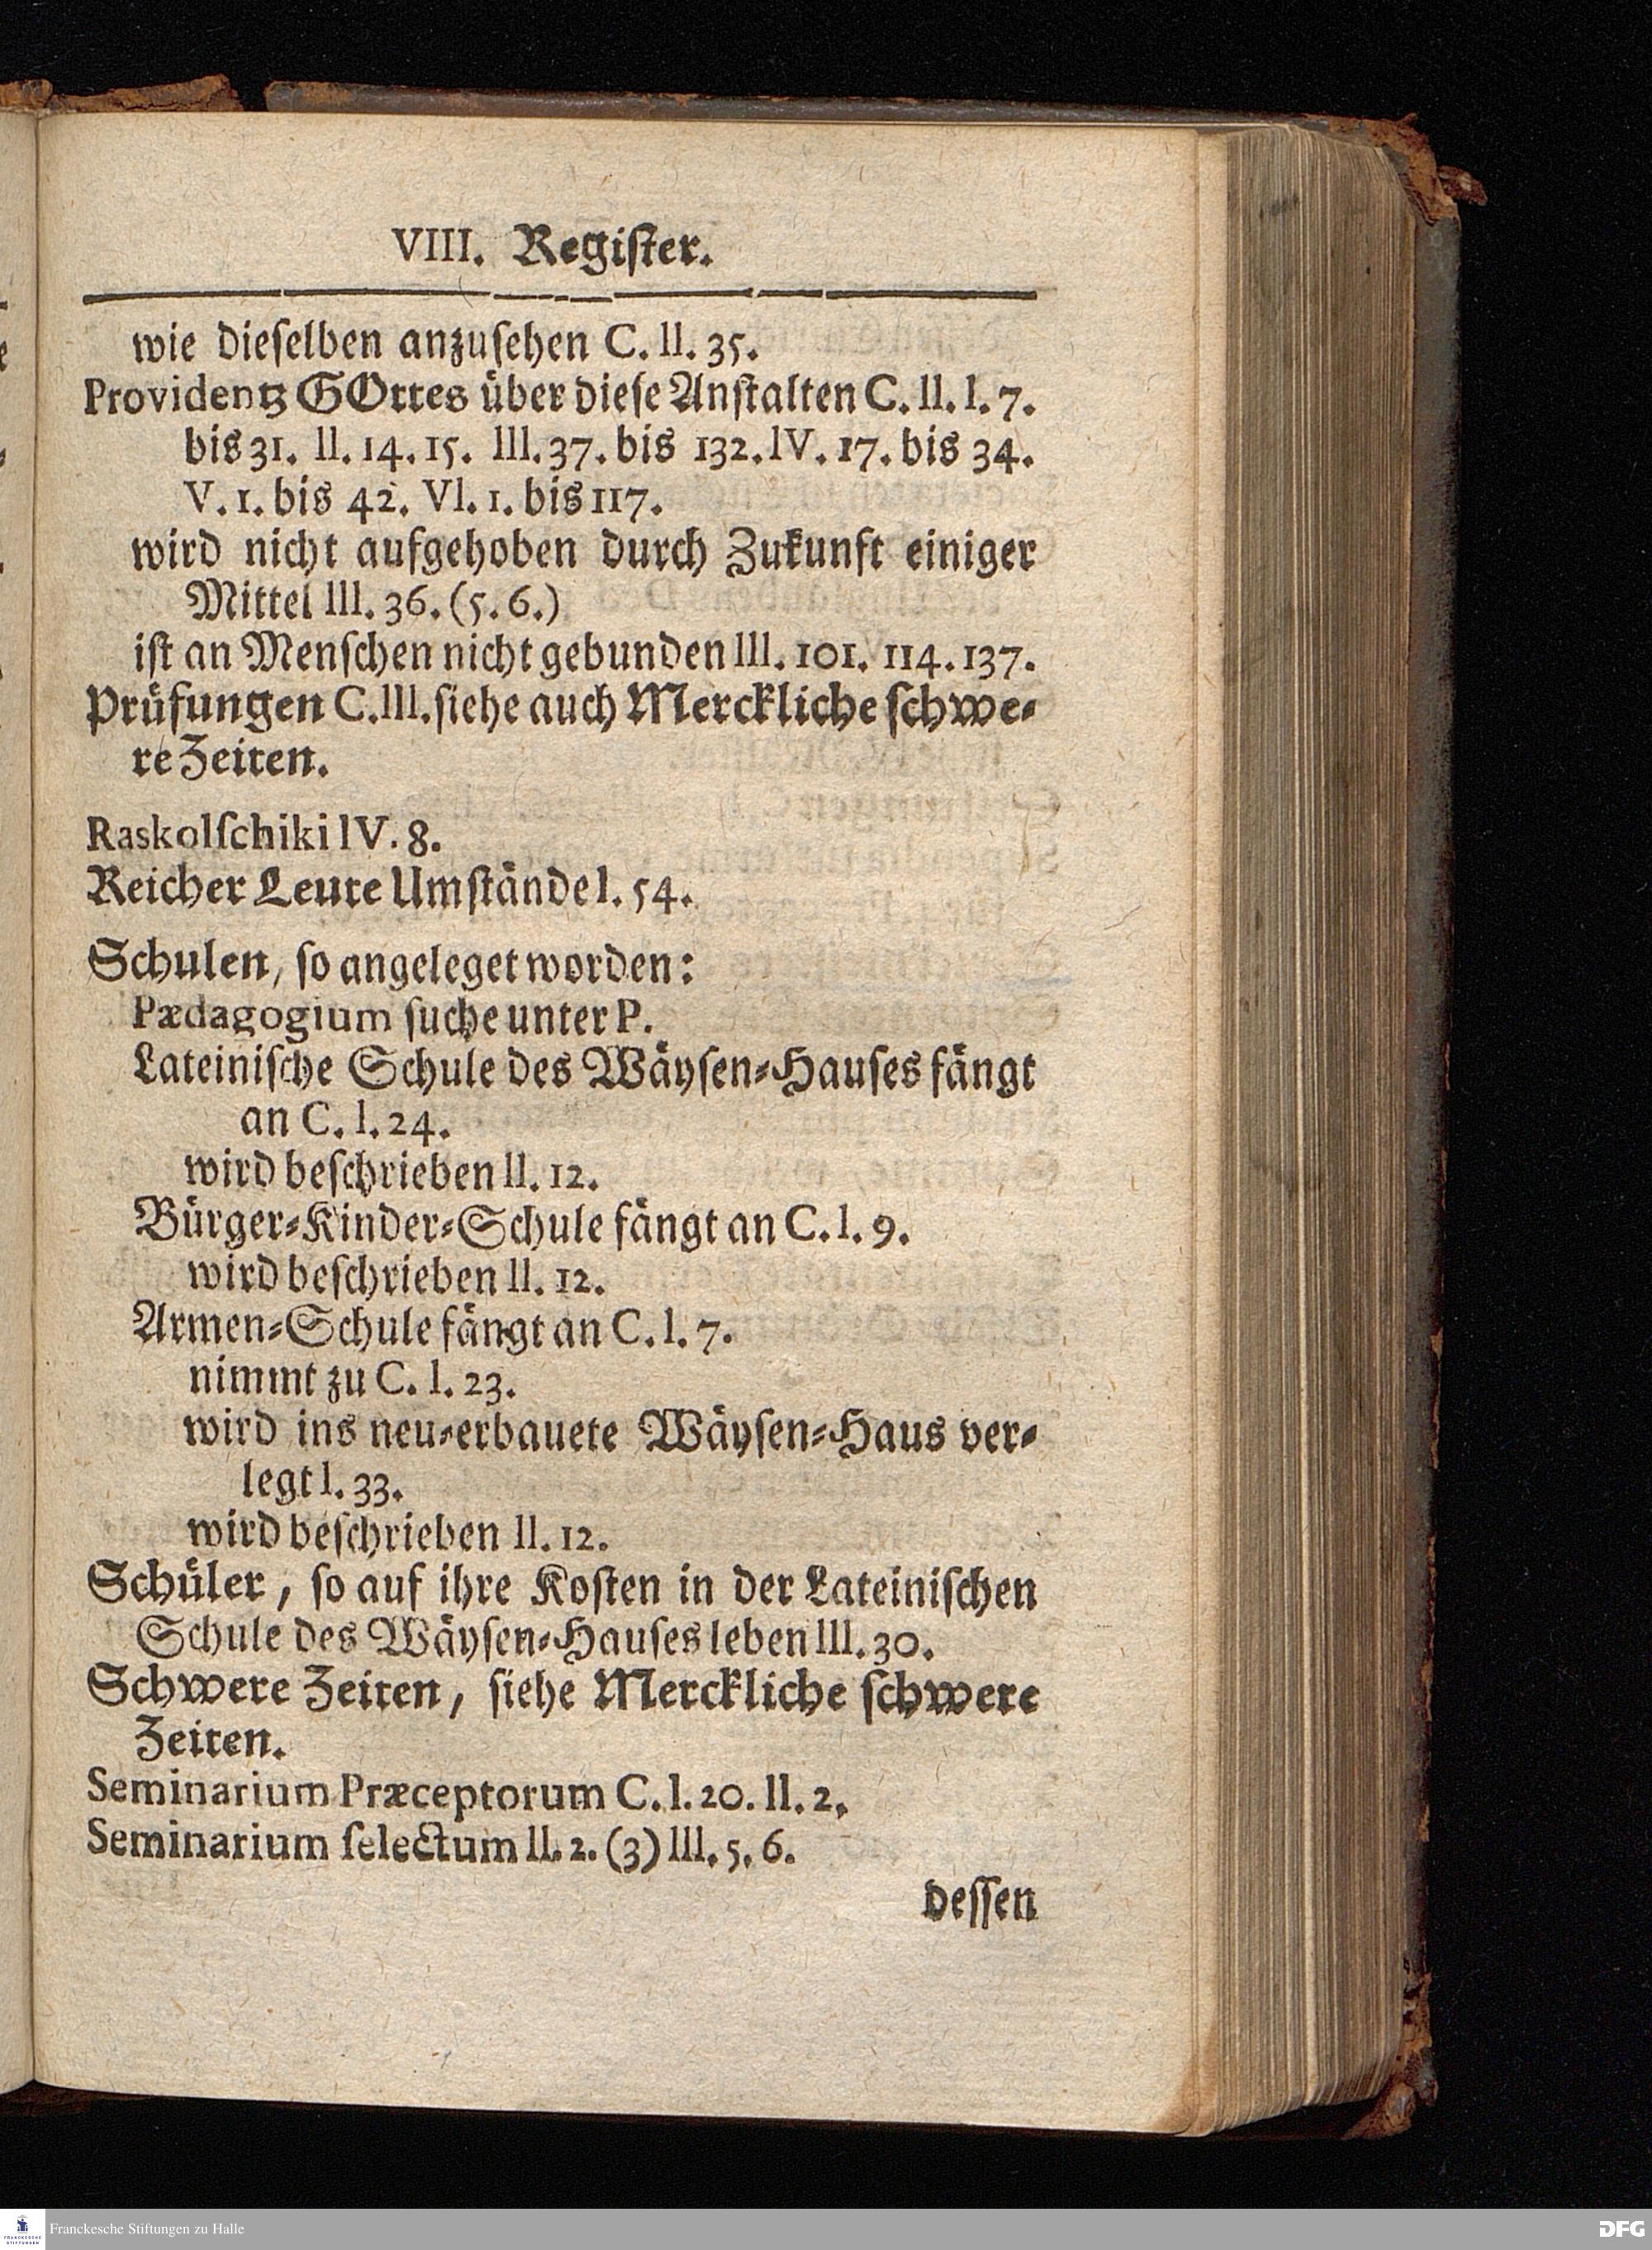 VIII. Regiſter.
wie dieſelben anzuſehen C. II. 35.
Providentz GOttes über dieſe Anſtalten C. II. I. 7.
bis 31. II. 14. 15. III. 37. bis 132. IV. 17. bis 34.
V. 1. bis 42. VI. 1. bis 117.
wird nicht aufgehoben durch Zukunft einiger
Mittel III. 36. (5. 6.)
iſt an Menſchen nicht gebunden III. 101. 114. 137.
Prüfungen C. III. ſiehe auch Merckliche ſchwe-
re Zeiten.
Raskolſchiki IV. 8.
Reicher Leute Umſtände I. 54.
Schulen, ſo angeleget worden:
Pædagogium ſuche unter P.
Lateiniſche Schule des Wäyſen-Hauſes fängt
an C. I. 24.
wird beſchrieben II. 12.
Bürger-Kinder-Schule fängt an C. I. 9.
wird beſchrieben II. 12.
Armen-Schule fängt an C. I. 7.
nimmt zu C. I. 23.
wird ins neu-erbauete Wäyſen-Haus ver-
legt I. 33.
wird beſchrieben II. 12.
Schüler, ſo auf ihre Koſten in der Lateiniſchen
Schule des Wäyſen-Hauſes leben III. 30.
Schwere Zeiten, ſiehe Merckliche ſchwere
Zeiten.
Seminarium Præceptorum C. I. 20. II. 2.
Seminarium ſelectum II. 2. (3) III. 5. 6.
deſſen
FRANCKESCHE STIFTUNGEN
Franckesche Stiftungen zu Halle
DFG